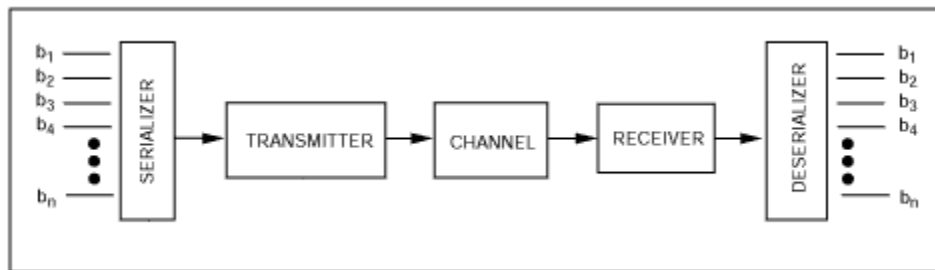 b1
b2
b3
b4
bn
SERIALIZER
TRANSMITTER
CHANNEL
RECEIVER
DESERIALIZER
b1
b2
b3
b4
bn